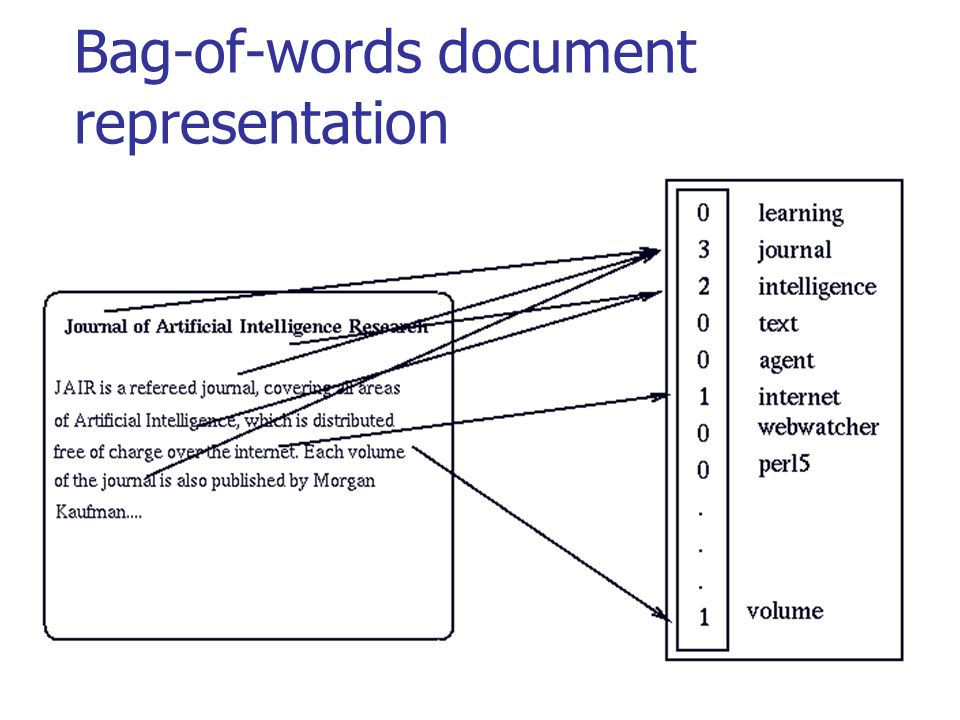 Bag-of-words document
representation
Journal of Artificial Intelligence Research
JAIR is a refereed journal, covering all areas
of Artificial Intelligence, which is distributed
free of charge over the internet. Each volume
of the journal is also published by Morgan
Kaufman....
0 learning
3 journal
2 intelligence
0 text
0 agent
1 internet
0 webwatcher
0 perl5
.
.
.
1 volume